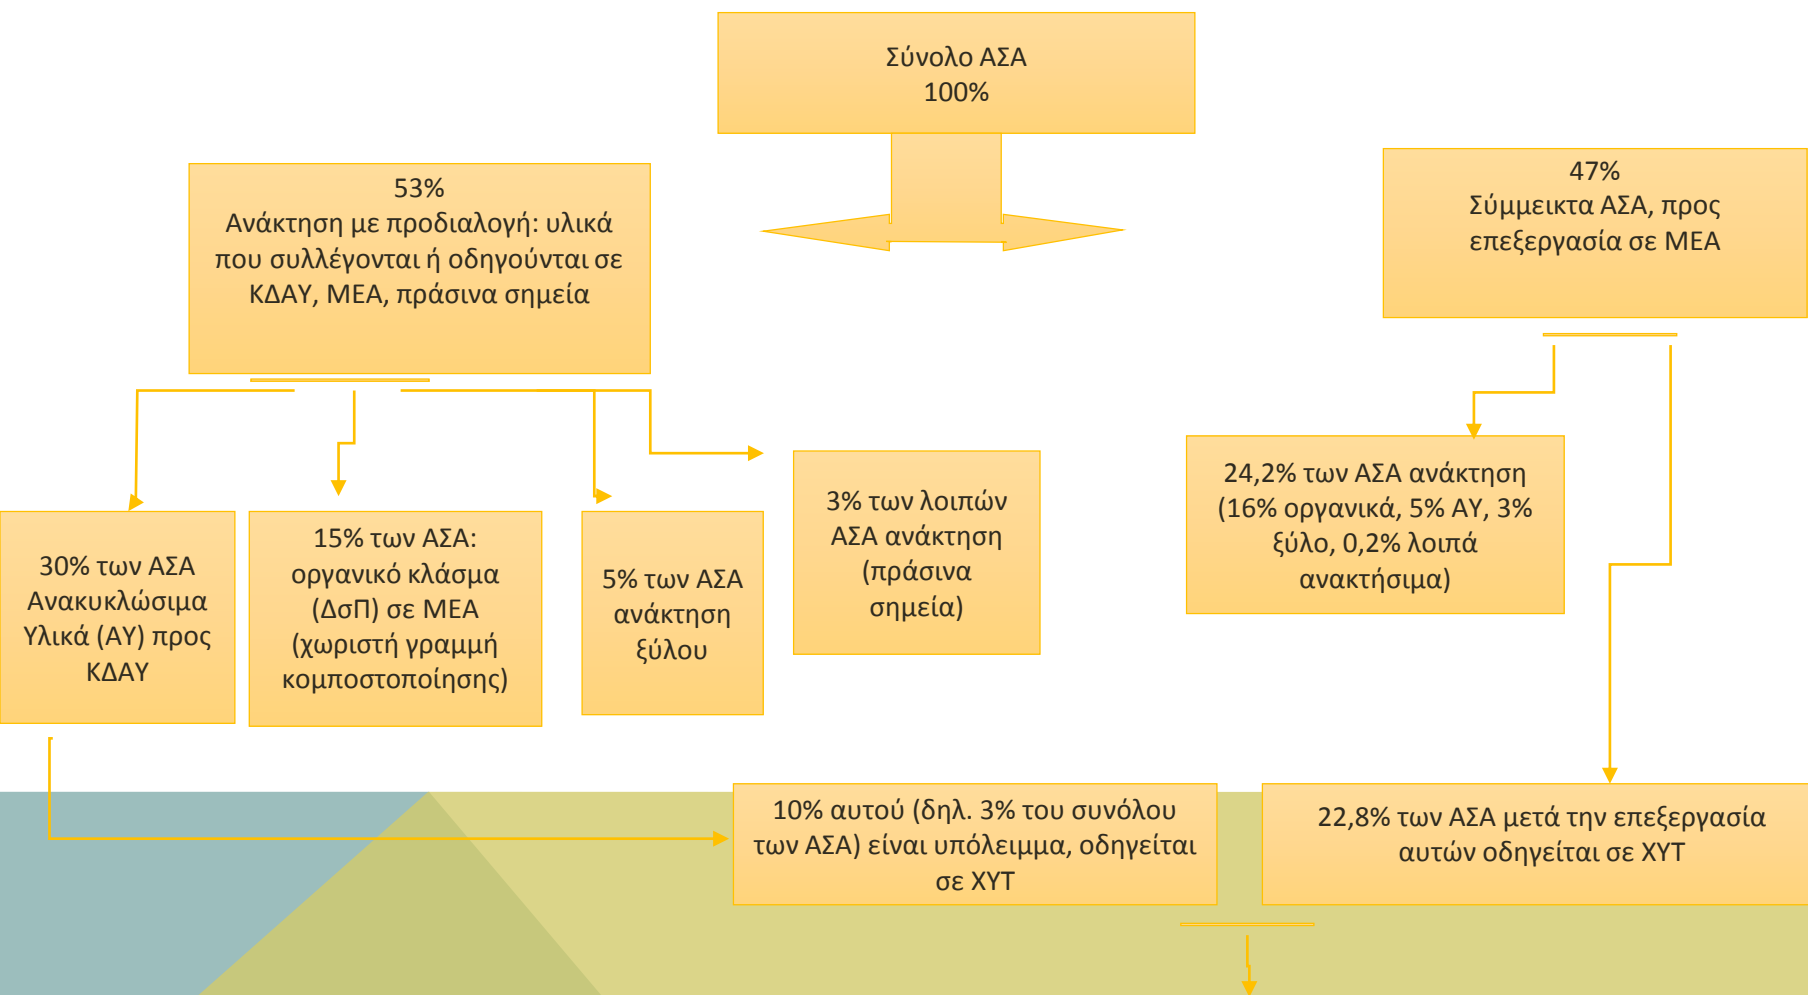 Σύνολο ΑΣΑ
100%
53%
Ανάκτηση με προδιαλογή: υλικά
που συλλέγονται ή οδηγούνται σε
ΚΔΑΥ, ΜΕΑ, πράσινα σημεία
47%
Σύμμεικτα ΑΣΑ, προς
επεξεργασία σε ΜΕΑ
30% των ΑΣΑ
Ανακυκλώσιμα
Υλικά (ΑΥ) προς
ΚΔΑΥ
15% των ΑΣΑ:
οργανικό κλάσμα
(ΔσΠ) σε ΜΕΑ
(χωριστή γραμμή
κομποστοποίησης)
5% των ΑΣΑ
ανάκτηση
ξύλου
3% των λοιπών
ΑΣΑ ανάκτηση
(πράσινα
σημεία)
24,2% των ΑΣΑ ανάκτηση
(16% οργανικά, 5% ΑΥ, 3%
ξύλο, 0,2% λοιπά
ανακτήσιμα)
10% αυτού (δηλ. 3% του συνόλου
των ΑΣΑ) είναι υπόλειμμα, οδηγείται
σε ΧΥΤ
22,8% των ΑΣΑ μετά την επεξεργασία
αυτών οδηγείται σε ΧΥΤ